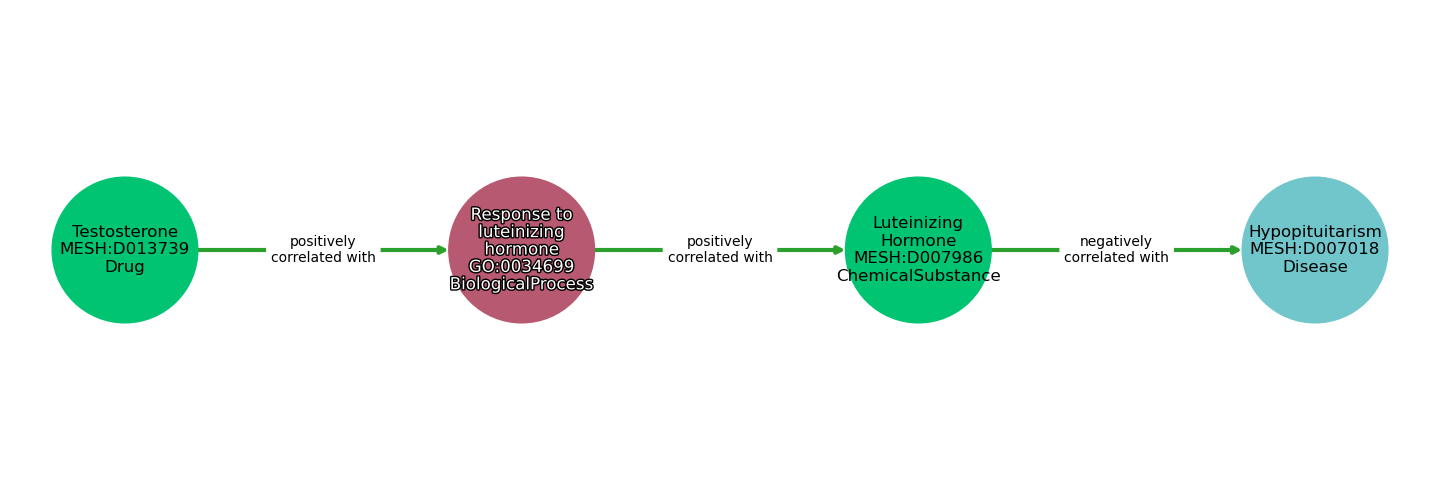 Testosterone
MESH:D013739
Drug
positively
correlated with
Response to
luteinizing
hormone
GO:0034699
BiologicalProcess
positively
correlated with
Luteinizing
Hormone
MESH:D007986
ChemicalSubstance
negatively
correlated with
Hypopituitarism
MESH:D007018
Disease